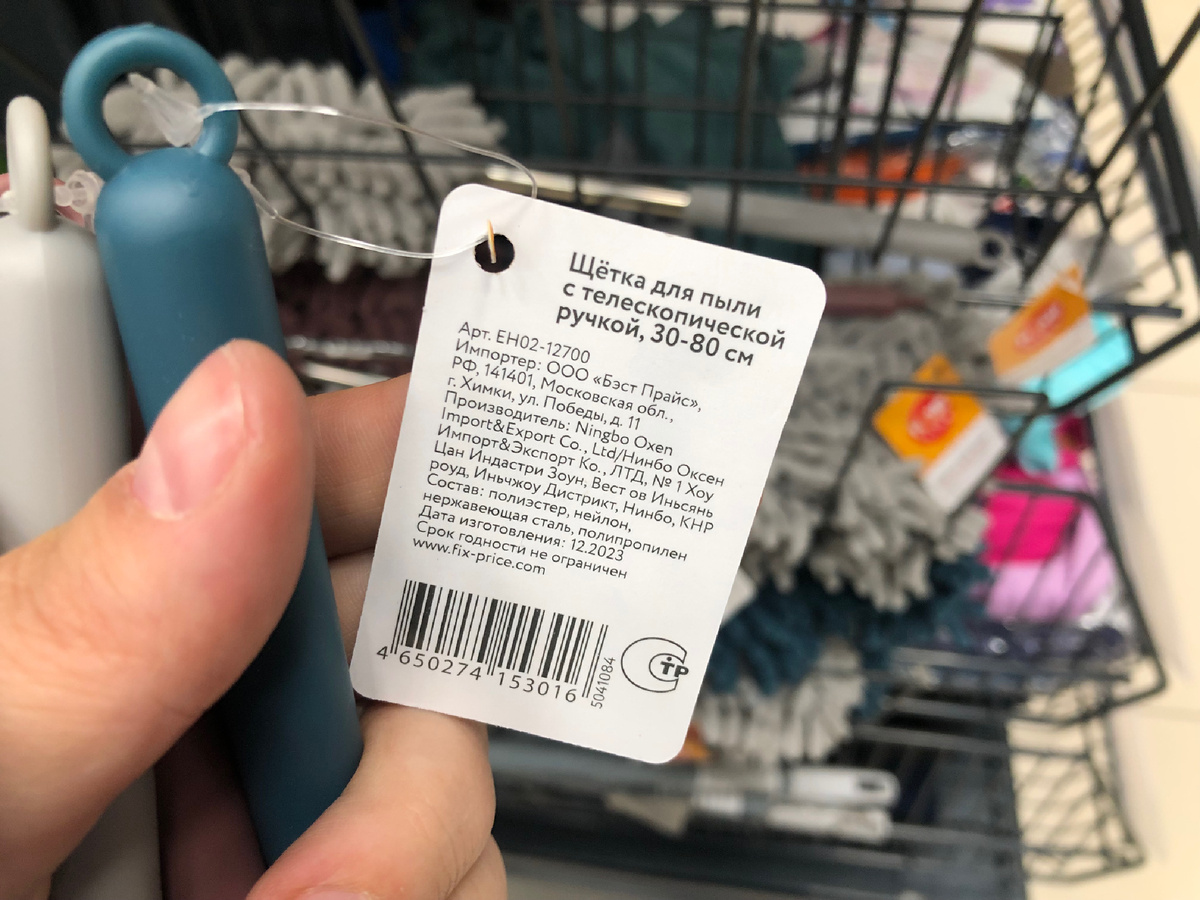 Щётка для пыли
с телескопической
ручкой, 30-80 см
Арт. EH02-12700
Импортер: ООО «Бэст Прайс»,
РФ, 141401, Московская обл.,
г. Химки, ул. Победы, д. 11
Производитель: Ningbo Oxen
Import&Export Co., Ltd/Нинбо Оксен
Импорт&Экспорт Ко., ЛТД, № 1 Хоу
Цан Индастри Зоун, Вест ов Иньсянь
роуд, Иньчжоу Дистрикт, Нинбо, КНР
Состав: полиэстер, нейлон,
нержавеющая сталь, полипропилен
Дата изготовления: 12.2023
Срок годности не ограничен
www.fix-price.com
4 650274 153016
5041084
СТР